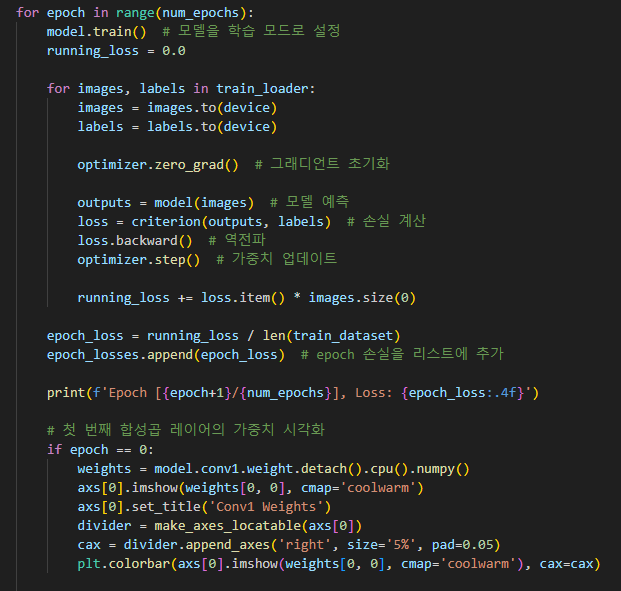 for epoch in range(num_epochs):
    model.train()  # 모델을 학습 모드로 설정
    running_loss = 0.0

    for images, labels in train_loader:
        images = images.to(device)
        labels = labels.to(device)

        optimizer.zero_grad()  # 그래디언트 초기화

        outputs = model(images)  # 모델 예측
        loss = criterion(outputs, labels)  # 손실 계산
        loss.backward()  # 역전파
        optimizer.step()  # 가중치 업데이트

        running_loss += loss.item() * images.size(0)

    epoch_loss = running_loss / len(train_dataset)
    epoch_losses.append(epoch_loss)  # epoch 손실을 리스트에 추가

    print(f'Epoch [{epoch+1}/{num_epochs}], Loss: {epoch_loss:.4f}')

    # 첫 번째 합성곱 레이어의 가중치 시각화
    if epoch == 0:
        weights = model.conv1.weight.detach().cpu().numpy()
        axs[0].imshow(weights[0, 0], cmap='coolwarm')
        axs[0].set_title('Conv1 Weights')
        divider = make_axes_locatable(axs[0])
        cax = divider.append_axes('right', size='5%', pad=0.05)
        plt.colorbar(axs[0].imshow(weights[0, 0], cmap='coolwarm'), cax=cax)